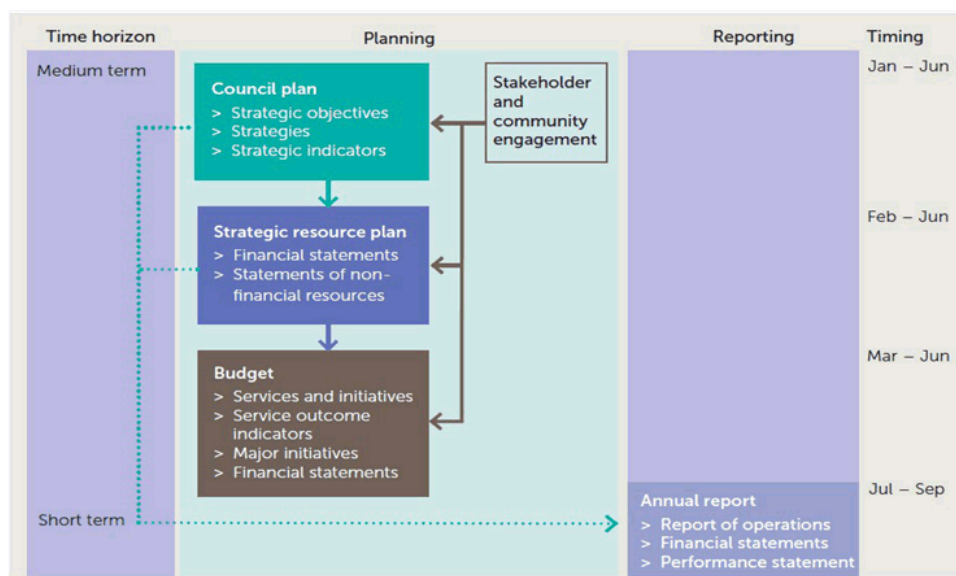 Time horizon
Planning
Reporting
Timing
Medium term
Jan – Jun
Council plan
> Strategic objectives
> Strategies
> Strategic indicators
Stakeholder
and
community
engagement
Feb – Jun
Strategic resource plan
> Financial statements
> Statements of non-
financial resources
Mar – Jun
Budget
> Services and initiatives
> Service outcome
indicators
> Major initiatives
> Financial statements
Jul – Sep
Short term
Annual report
> Report of operations
> Financial statements
> Performance statement